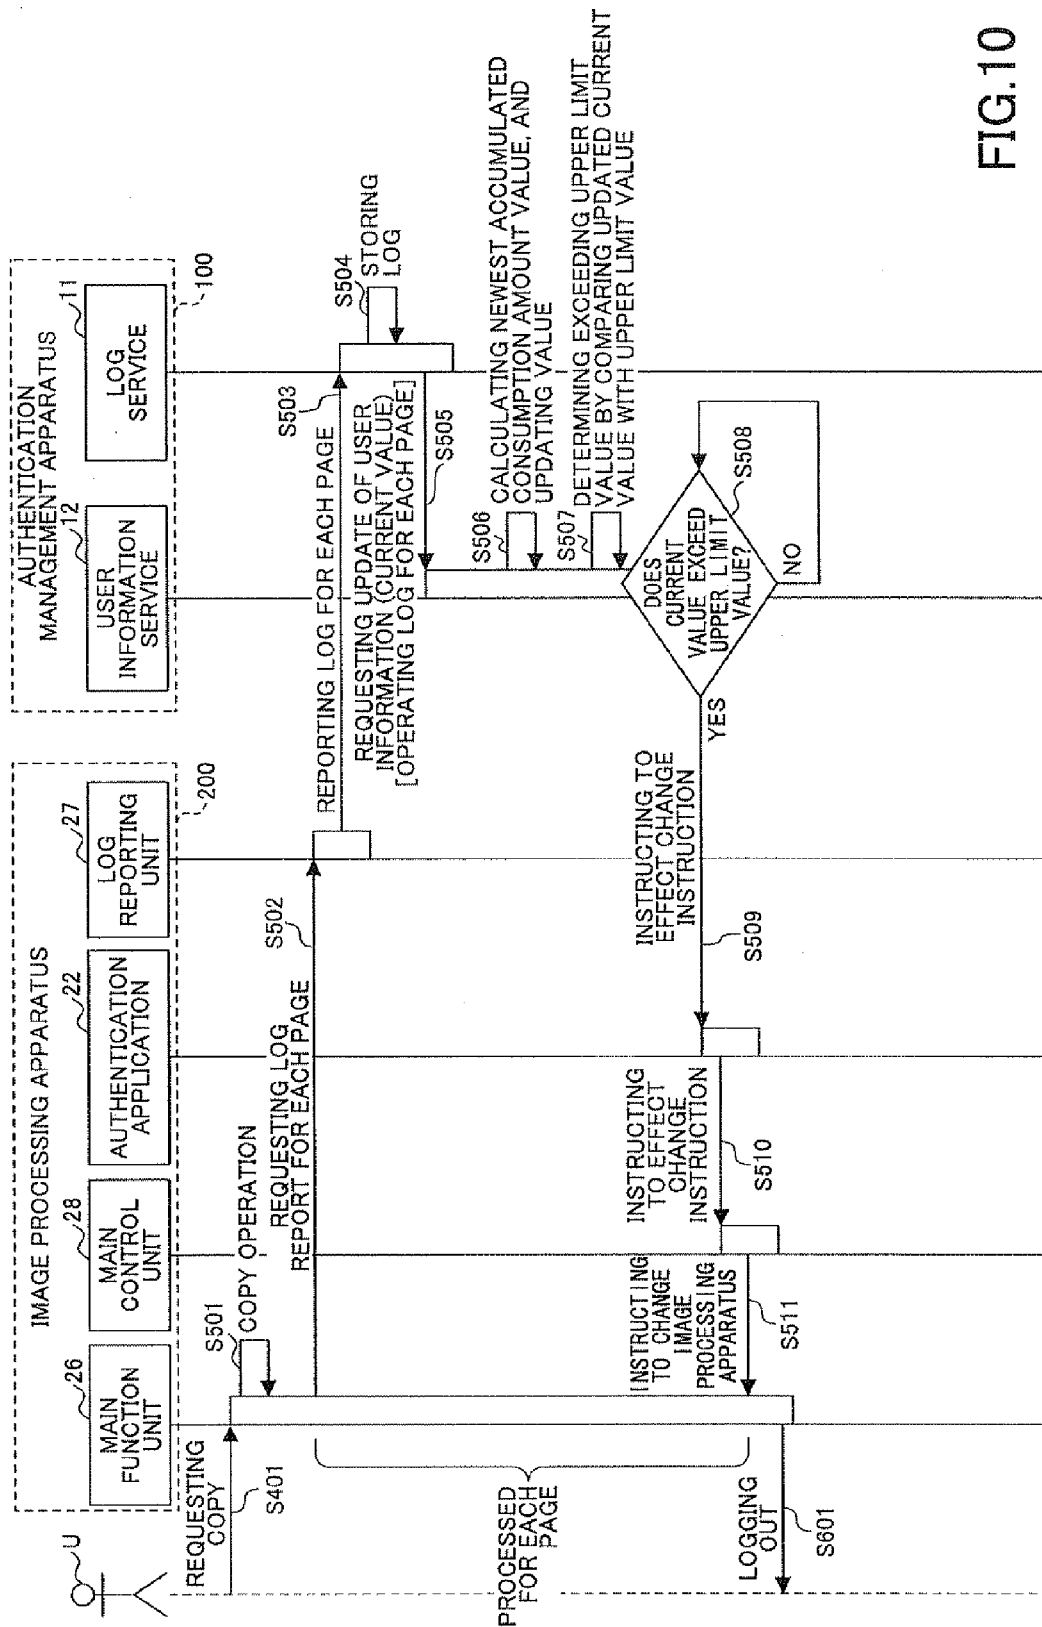 U
IMAGE PROCESSING APPARATUS
26
MAIN
FUNCTION
UNIT
28
MAIN
CONTROL
UNIT
22
AUTHENTICATION
APPLICATION
27
LOG
REPORTING
UNIT
200
AUTHENTICATION
MANAGEMENT APPARATUS
12
USER
INFORMATION
SERVICE
11
LOG
SERVICE
100
REQUESTING
COPY
S401
S501
COPY OPERATION
REQUESTING LOG
REPORT FOR EACH PAGE
S502
REPORTING LOG FOR EACH PAGE
S503
S504
STORING
LOG
REQUESTING UPDATE OF USER
INFORMATION (CURRENT VALUE)
[OPERATING LOG FOR EACH PAGE]
S505
S506
CALCULATING NEWEST ACCUMULATED
CONSUMPTION AMOUNT VALUE, AND
UPDATING VALUE
S507
DETERMINING EXCEEDING UPPER LIMIT
VALUE BY COMPARING UPDATED CURRENT
VALUE WITH UPPER LIMIT VALUE
DOES
CURRENT
VALUE EXCEED
UPPER LIMIT
VALUE?
S508
NO
YES
INSTRUCTING TO
EFFECT CHANGE
INSTRUCTION
S509
INSTRUCTING
TO EFFECT
CHANGE
INSTRUCTION
S510
INSTRUCTING
TO CHANGE
IMAGE
PROCESSING
APPARATUS
S511
PROCESSED
FOR EACH
PAGE
LOGGING
OUT
S601
FIG.10